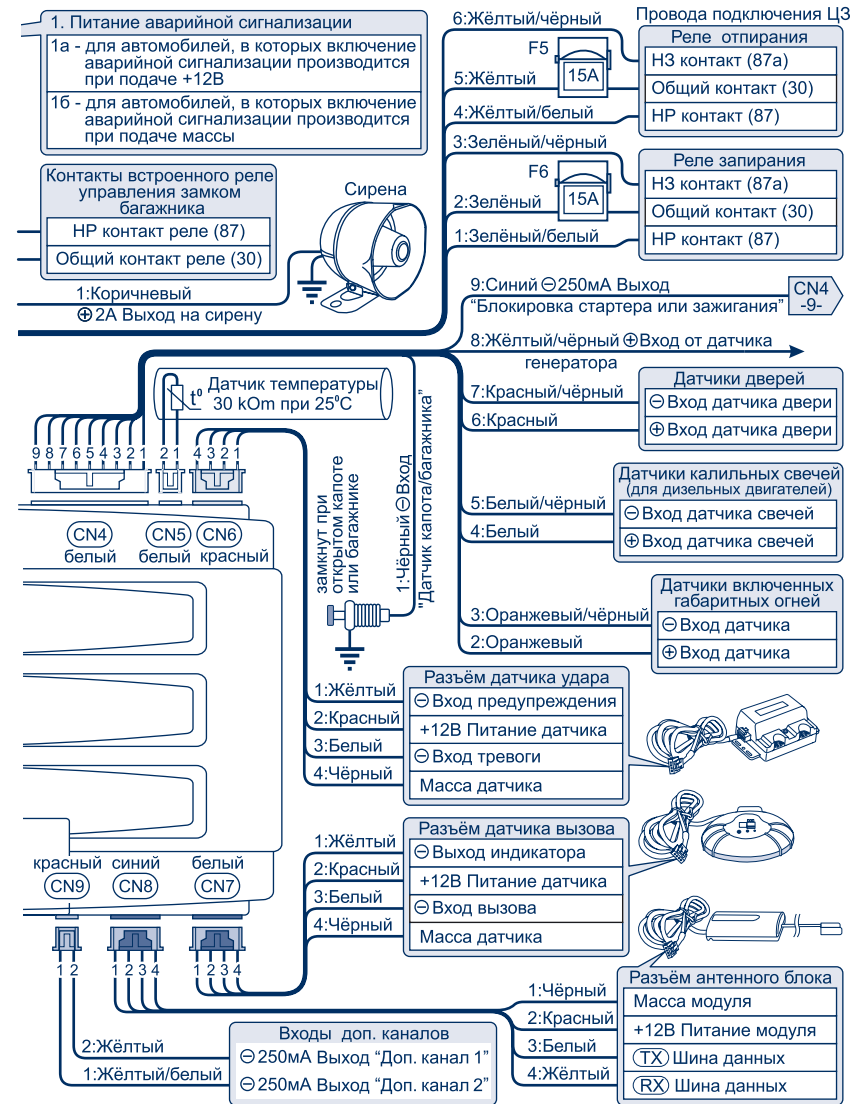 1. Питание аварийной сигнализации
1а - для автомобилей, в которых включение
аварийной сигнализации производится
при подаче +12В
1б - для автомобилей, в которых включение
аварийной сигнализации производится
при подаче массы
Контакты встроенного реле
управления замком
багажника
НР контакт реле (87)
Общий контакт реле (30)
Сирена
1:Коричневый
⊕2А Выход на сирену
6:Жёлтый/чёрный
F5
15А
5:Жёлтый
4:Жёлтый/белый
3:Зелёный/чёрный
F6
15А
2:Зелёный
1:Зелёный/белый
Провода подключения ЦЗ
Реле отпирания
НЗ контакт (87а)
Общий контакт (30)
НР контакт (87)
Реле запирания
НЗ контакт (87а)
Общий контакт (30)
НР контакт (87)
9:Синий ⊖250мА Выход
“Блокировка стартера или зажигания”
CN4
-9-
8:Жёлтый/чёрный ⊕Вход от датчика
генератора
Датчик температуры
30 kOm при 25⁰С
t⁰
7:Красный/чёрный
6:Красный
Датчики дверей
⊖Вход датчика двери
⊕Вход датчика двери
9 8 7 6 5 4 3 2 1
2 1
4 3 2 1
CN4
белый
CN5
белый
CN6
красный
замкнут при
открытом капоте
или багажнике
1:Чёрный ⊖Вход
"Датчик капота/багажника”
5:Белый/чёрный
4:Белый
Датчики калильных свечей
(для дизельных двигателей)
⊖Вход датчика свечей
⊕Вход датчика свечей
3:Оранжевый/чёрный
2:Оранжевый
Датчики включенных
габаритных огней
⊖Вход датчика
⊕Вход датчика
1:Жёлтый
2:Красный
3:Белый
4:Чёрный
Разъём датчика удара
⊖Вход предупреждения
+12В Питание датчика
⊖Вход тревоги
Масса датчика
1:Жёлтый
2:Красный
3:Белый
4:Чёрный
Разъём датчика вызова
⊖Выход индикатора
+12В Питание датчика
⊖Вход вызова
Масса датчика
красный
CN9
синий
CN8
белый
CN7
1 2
1 2 3 4
1 2 3 4
2:Жёлтый
1:Жёлтый/белый
Входы доп. каналов
⊖250мА Выход “Доп. канал 1”
⊖250мА Выход “Доп. канал 2”
1:Чёрный
2:Красный
3:Белый
4:Жёлтый
Разъём антенного блока
Масса модуля
+12В Питание модуля
TX Шина данных
RX Шина данных